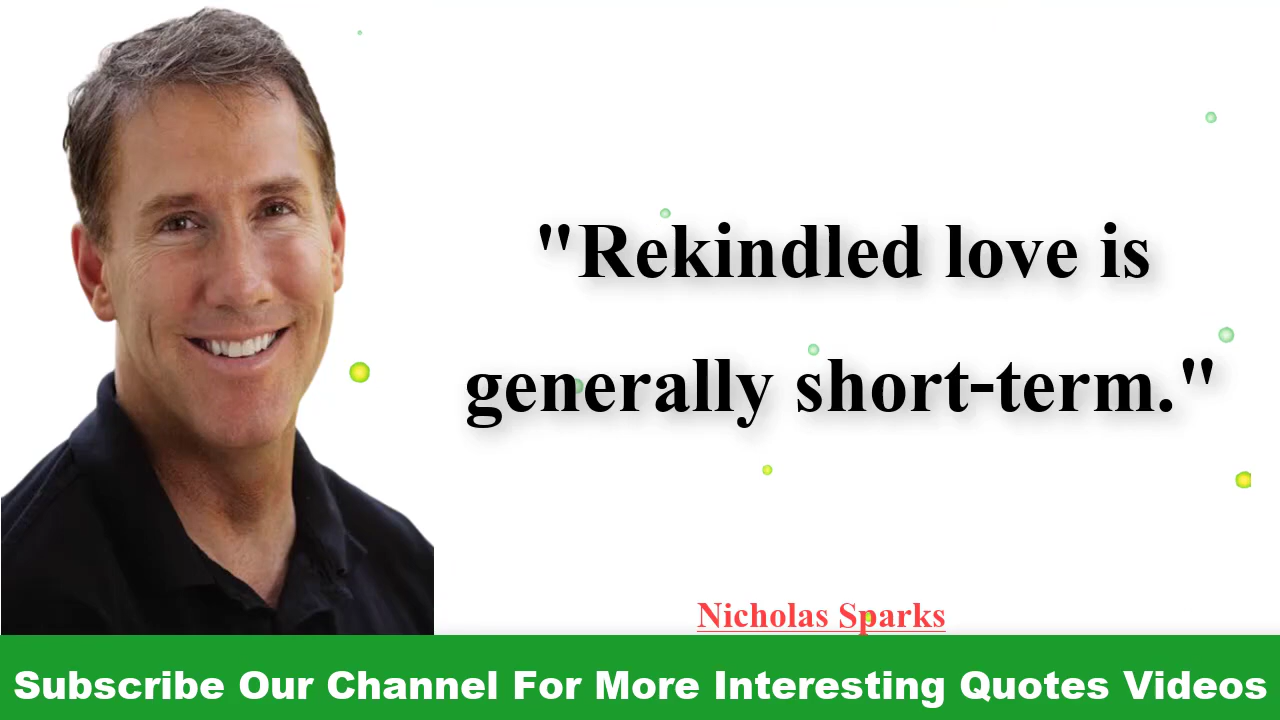 "Rekindled love is
generally short-term."
Nicholas Sparks
Subscribe Our Channel For More Interesting Quotes Videos